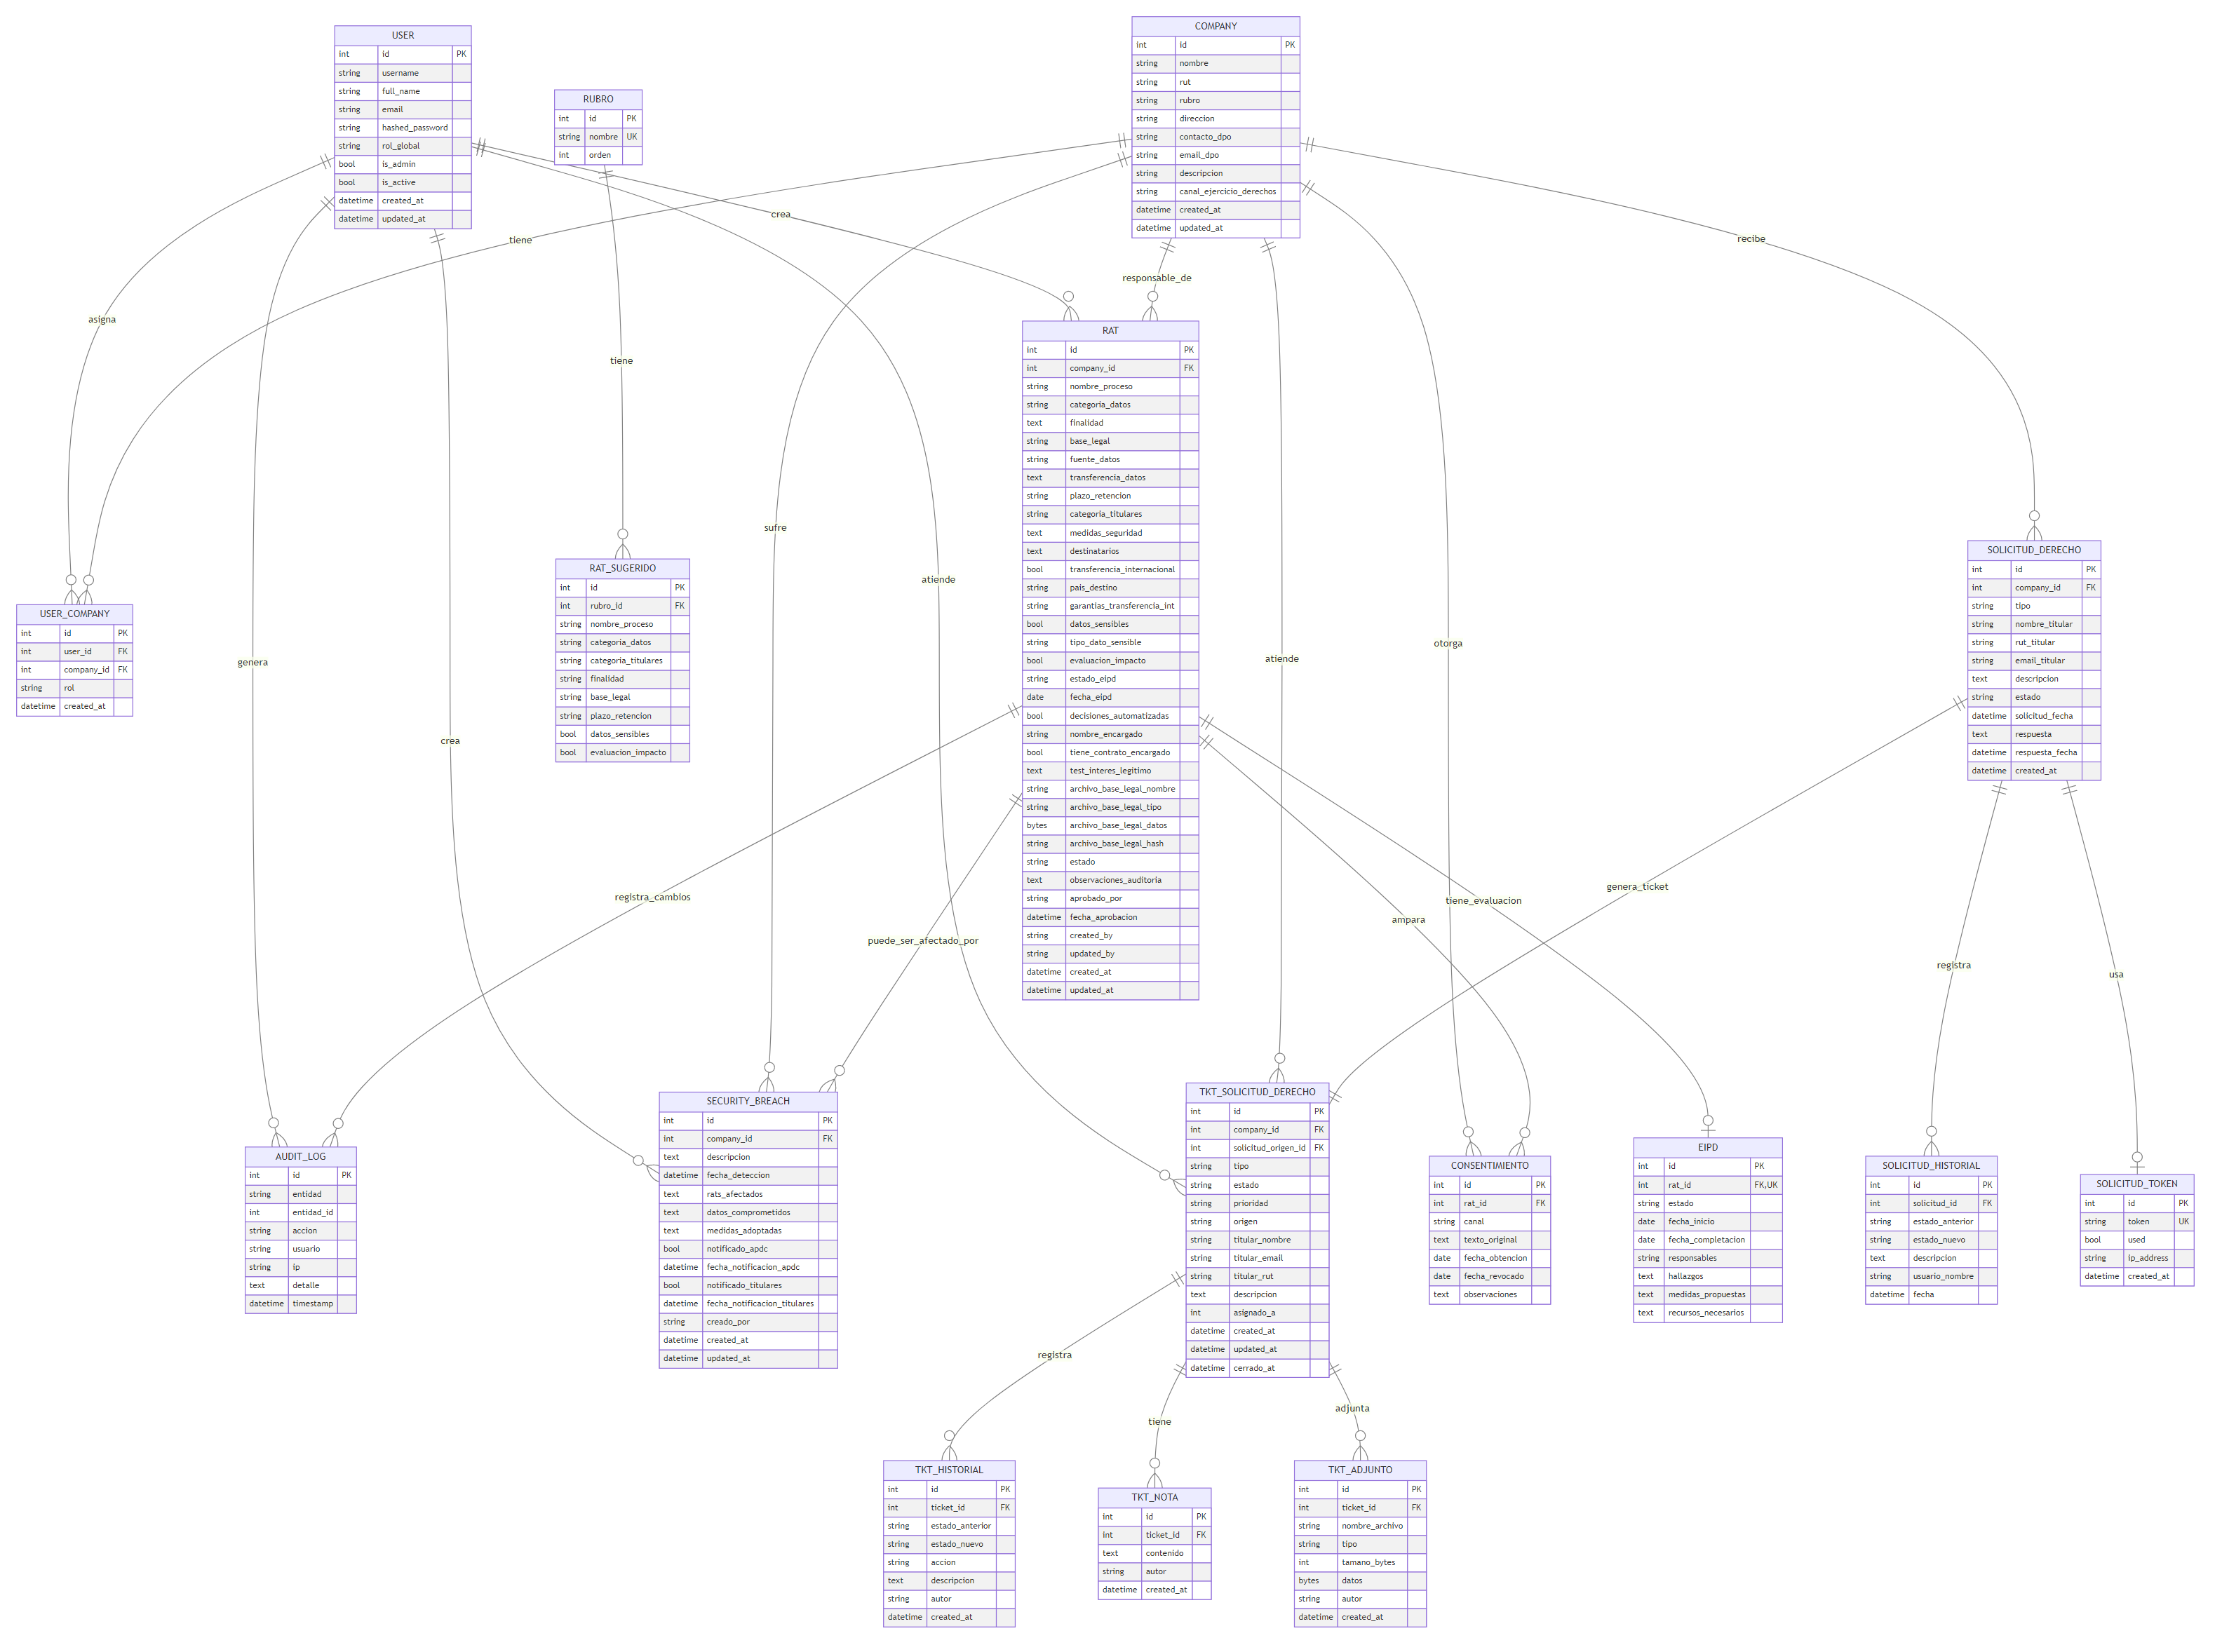 USER
int id PK
string username
string full_name
string email
string hashed_password
string rol_global
bool is_admin
bool is_active
datetime created_at
datetime updated_at
RUBRO
int id PK
string nombre UK
int orden
COMPANY
int id PK
string nombre
string rut
string rubro
string direccion
string contacto_dpo
string email_dpo
string descripcion
string canal_ejercicio_derechos
datetime created_at
datetime updated_at
crea
tiene
recibe
responsable_de
asigna
tiene
RAT
int id PK
int company_id FK
string nombre_proceso
string categoria_datos
text finalidad
string base_legal
string fuente_datos
text transferencia_datos
string plazo_retencion
string categoria_titulares
text medidas_seguridad
text destinatarios
bool transferencia_internacional
string pais_destino
string garantias_transferencia_int
bool datos_sensibles
string tipo_dato_sensible
bool evaluacion_impacto
string estado_eipd
date fecha_eipd
bool decisiones_automatizadas
string nombre_encargado
bool tiene_contrato_encargado
text test_interes_legitimo
string archivo_base_legal_nombre
string archivo_base_legal_tipo
bytes archivo_base_legal_datos
string archivo_base_legal_hash
string estado
text observaciones_auditoria
string aprobado_por
datetime fecha_aprobacion
string created_by
string updated_by
datetime created_at
datetime updated_at
sufre
atiende
atiende
otorga
genera
crea
USER_COMPANY
int id PK
int user_id FK
int company_id FK
string rol
datetime created_at
RAT_SUGERIDO
int id PK
int rubro_id FK
string nombre_proceso
string categoria_datos
string categoria_titulares
string finalidad
string base_legal
string plazo_retencion
bool datos_sensibles
bool evaluacion_impacto
SOLICITUD_DERECHO
int id PK
int company_id FK
string tipo
string nombre_titular
string rut_titular
string email_titular
text descripcion
string estado
datetime solicitud_fecha
text respuesta
datetime respuesta_fecha
datetime created_at
registra_cambios
puede_ser_afectado_por
ampara
tiene_evaluacion
genera_ticket
registra
usa
AUDIT_LOG
int id PK
string entidad
int entidad_id
string accion
string usuario
string ip
text detalle
datetime timestamp
SECURITY_BREACH
int id PK
int company_id FK
text descripcion
datetime fecha_deteccion
text rats_afectados
text datos_comprometidos
text medidas_adoptadas
bool notificado_apdc
datetime fecha_notificacion_apdc
bool notificado_titulares
datetime fecha_notificacion_titulares
string creado_por
datetime created_at
datetime updated_at
TKT_SOLICITUD_DERECHO
int id PK
int company_id FK
int solicitud_origen_id FK
string tipo
string estado
string prioridad
string origen
string titular_nombre
string titular_email
string titular_rut
text descripcion
int asignado_a
datetime created_at
datetime updated_at
datetime cerrado_at
CONSENTIMIENTO
int id PK
int rat_id FK
string canal
text texto_original
date fecha_obtencion
date fecha_revocado
text observaciones
EIPD
int id PK
int rat_id FK,UK
string estado
date fecha_inicio
date fecha_completacion
string responsables
text hallazgos
text medidas_propuestas
text recursos_necesarios
SOLICITUD_HISTORIAL
int id PK
int solicitud_id FK
string estado_anterior
string estado_nuevo
text descripcion
string usuario_nombre
datetime fecha
SOLICITUD_TOKEN
int id PK
string token UK
bool used
string ip_address
datetime created_at
registra
tiene
adjunta
TKT_HISTORIAL
int id PK
int ticket_id FK
string estado_anterior
string estado_nuevo
string accion
text descripcion
string autor
datetime created_at
TKT_NOTA
int id PK
int ticket_id FK
text contenido
string autor
datetime created_at
TKT_ADJUNTO
int id PK
int ticket_id FK
string nombre_archivo
string tipo
int tamano_bytes
bytes datos
string autor
datetime created_at